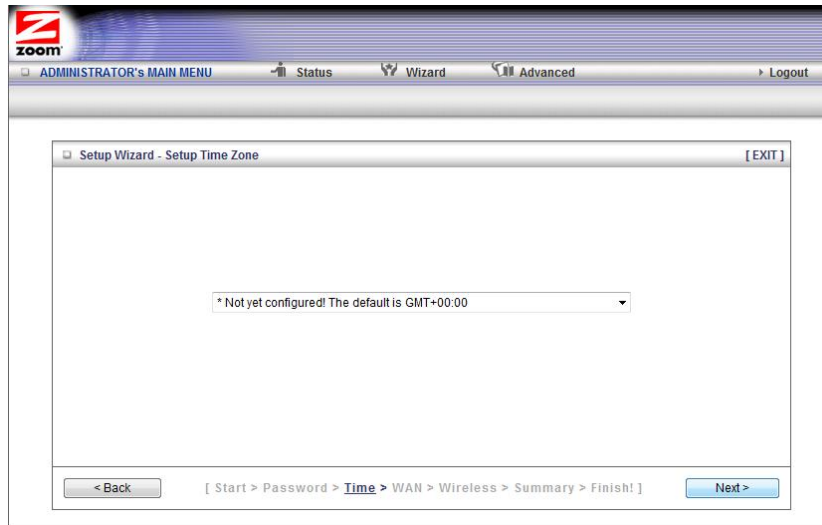 zoom
ADMINISTRATOR's MAIN MENU Status Wizard Advanced Logout
Setup Wizard - Setup Time Zone [ EXIT ]
* Not yet configured! The default is GMT+00:00
< Back [ Start > Password > Time > WAN > Wireless > Summary > Finish! ] Next >